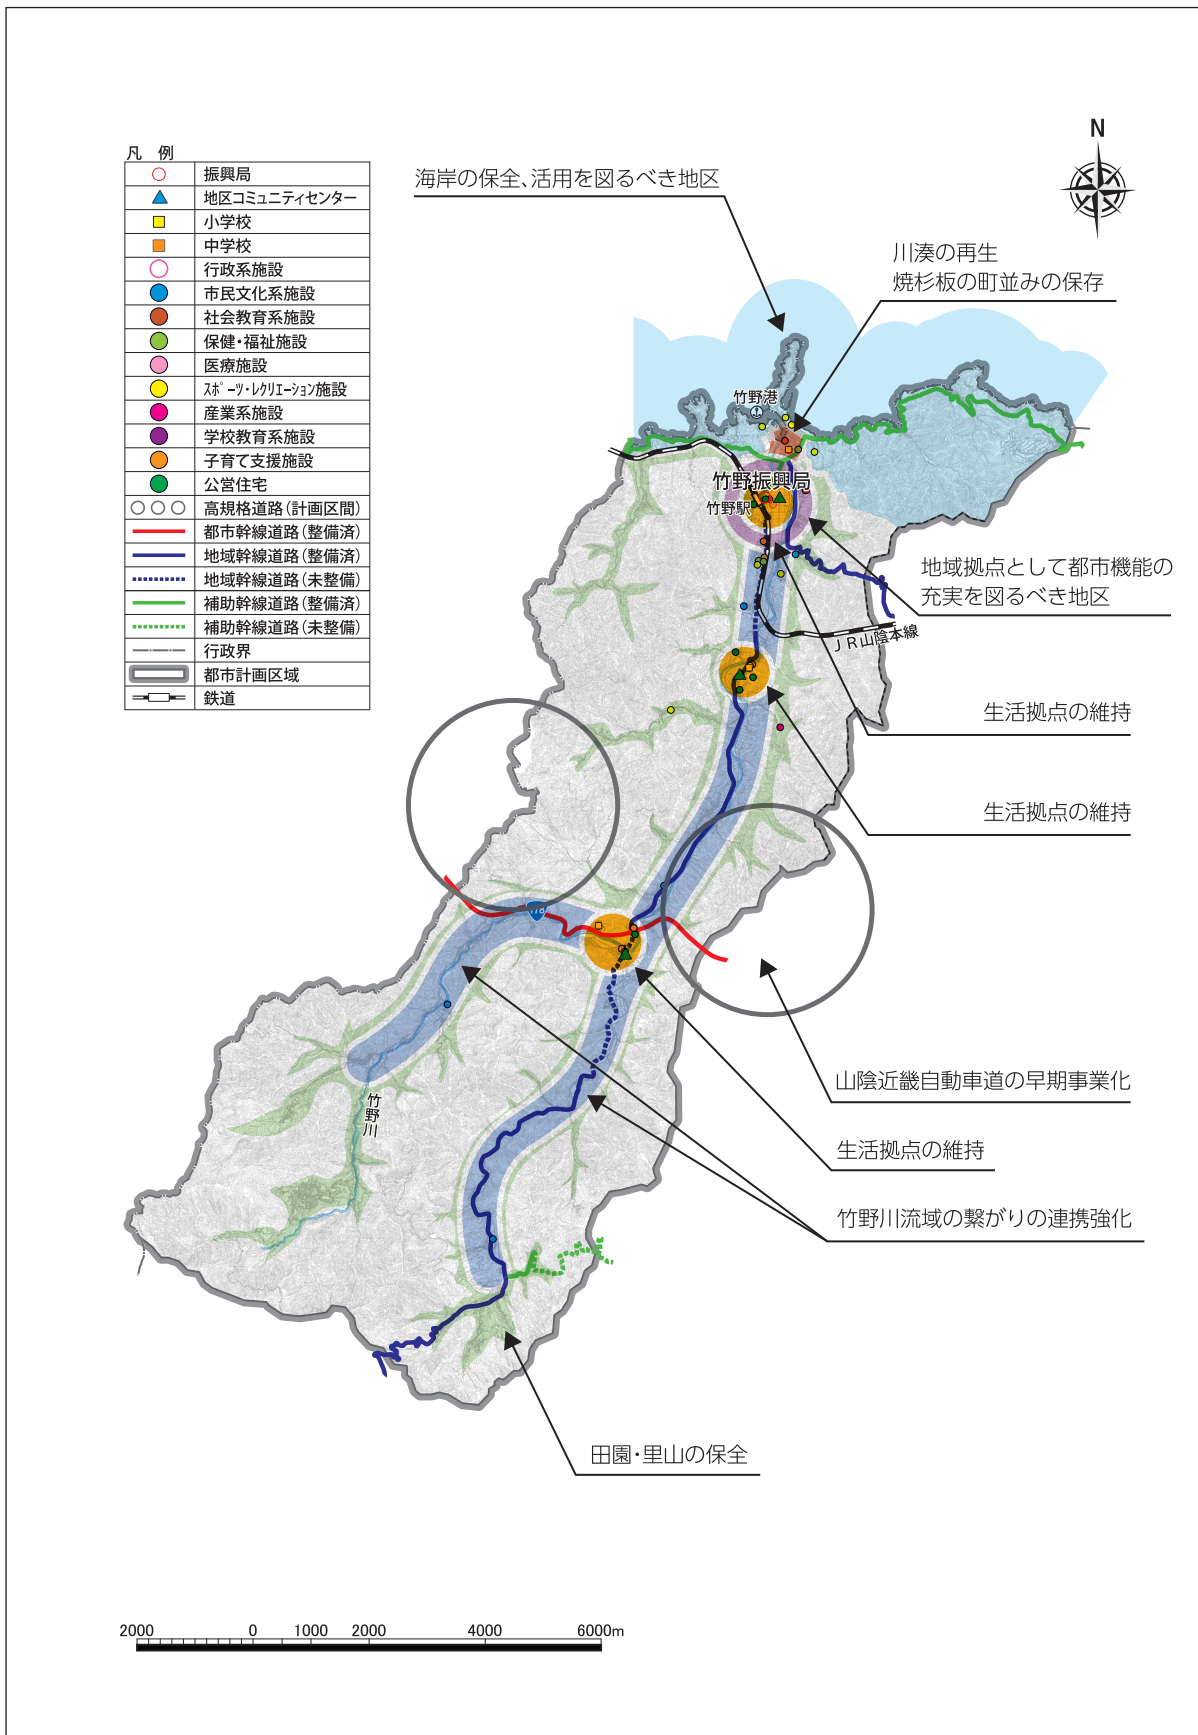 N
凡 例
振興局
地区コミュニティセンター
小学校
中学校
行政系施設
市民文化系施設
社会教育系施設
保健・福祉施設
医療施設
スポーツ・レクリエーション施設
産業系施設
学校教育系施設
子育て支援施設
公営住宅
高規格道路(計画区間)
都市幹線道路(整備済)
地域幹線道路(整備済)
地域幹線道路(未整備)
補助幹線道路(整備済)
補助幹線道路(未整備)
行政界
都市計画区域
鉄道
海岸の保全、活用を図るべき地区
川湊の再生
焼杉板の町並みの保存
竹野港
竹野振興局
竹野駅
地域拠点として都市機能の
充実を図るべき地区
JR山陰本線
生活拠点の維持
生活拠点の維持
178
山陰近畿自動車道の早期事業化
竹野川
生活拠点の維持
竹野川流域の繋がりの連携強化
田園・里山の保全
2000 0 1000 2000 4000 6000m